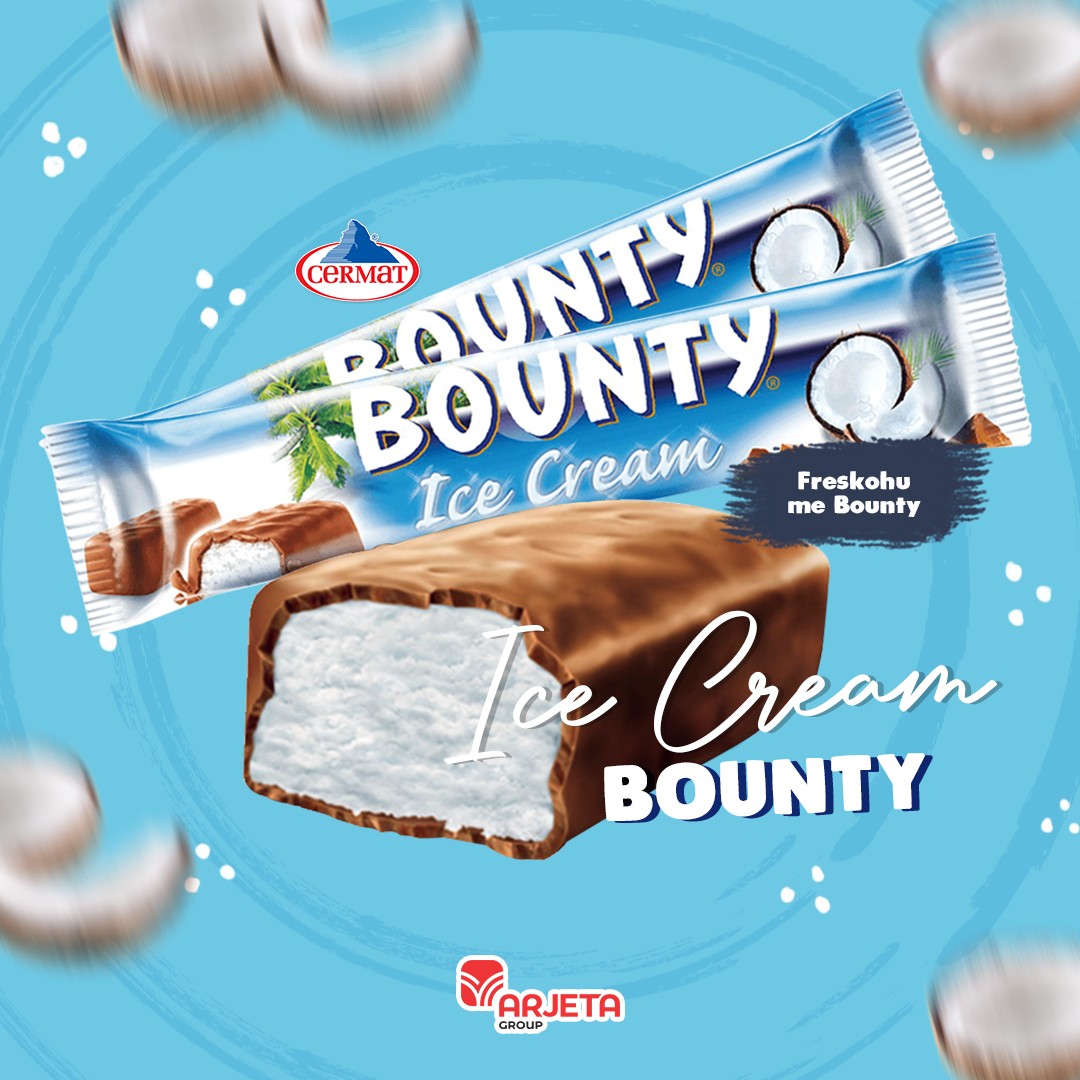 CERMAT
BOUNTY
BOUNTY
Ice Cream
Freskohu
me Bounty
Ice Cream
BOUNTY
ARJETA
GROUP